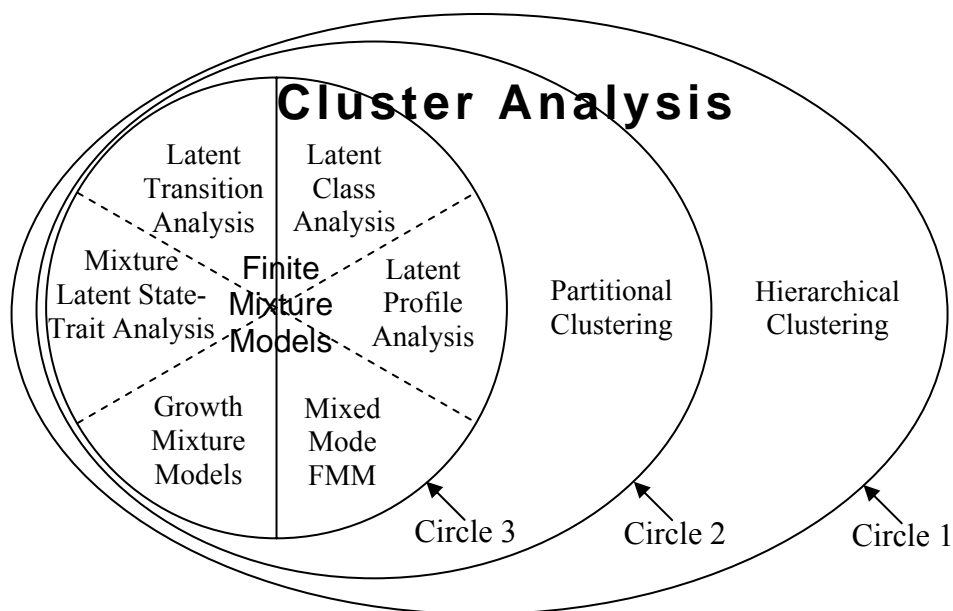 Cluster Analysis
Latent
Transition
Analysis
Latent
Class
Analysis
Mixture
Latent State-
Trait Analysis
Finite
Mixture
Models
Latent
Profile
Analysis
Partitional
Clustering
Hierarchical
Clustering
Growth
Mixture
Models
Mixed
Mode
FMM
Circle 3
Circle 2
Circle 1